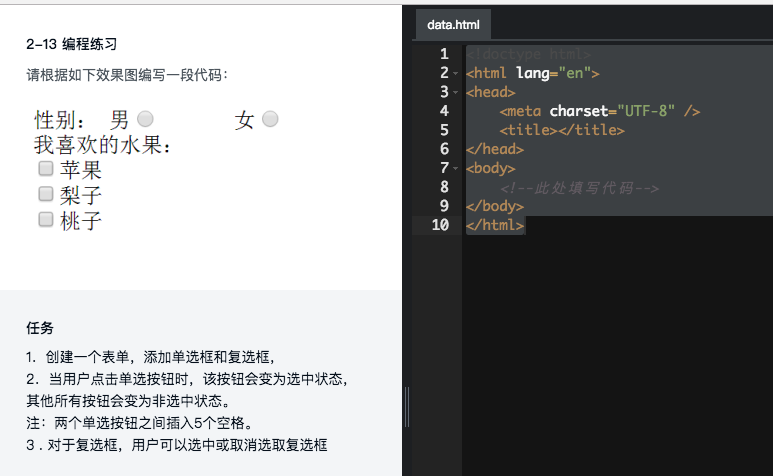 2-13 编程练习
请根据如下效果图编写一段代码：
性别： 男 女
我喜欢的水果：
苹果
梨子
桃子
任务
1．创建一个表单，添加单选框和复选框，
2．当用户点击单选按钮时，该按钮会变为选中状态，
其他所有按钮会变为非选中状态。
注：两个单选按钮之间插入5个空格。
3 . 对于复选框，用户可以选中或取消选取复选框
data.html
1 <!doctype html>
2 <html lang="en">
3 <head>
4 <meta charset="UTF-8" />
5 <title></title>
6 </head>
7 <body>
8 <!--此处填写代码-->
9 </body>
10 </html>